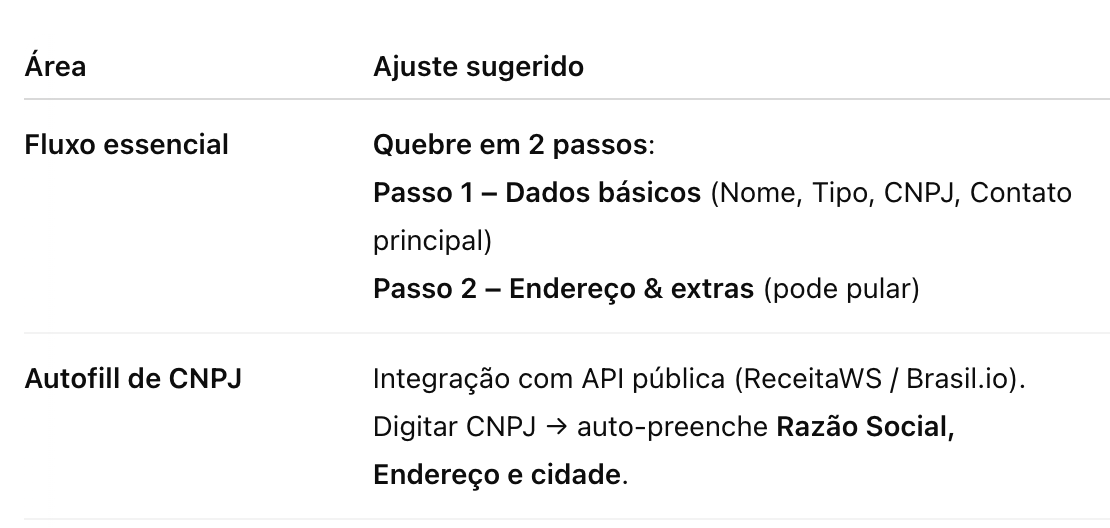 Área
Ajuste sugerido
Fluxo essencial
Quebre em 2 passos:
Passo 1 – Dados básicos (Nome, Tipo, CNPJ, Contato
principal)
Passo 2 – Endereço & extras (pode pular)
Autofill de CNPJ
Integração com API pública (ReceitaWS / Brasil.io).
Digitar CNPJ → auto-preenche Razão Social,
Endereço e cidade.